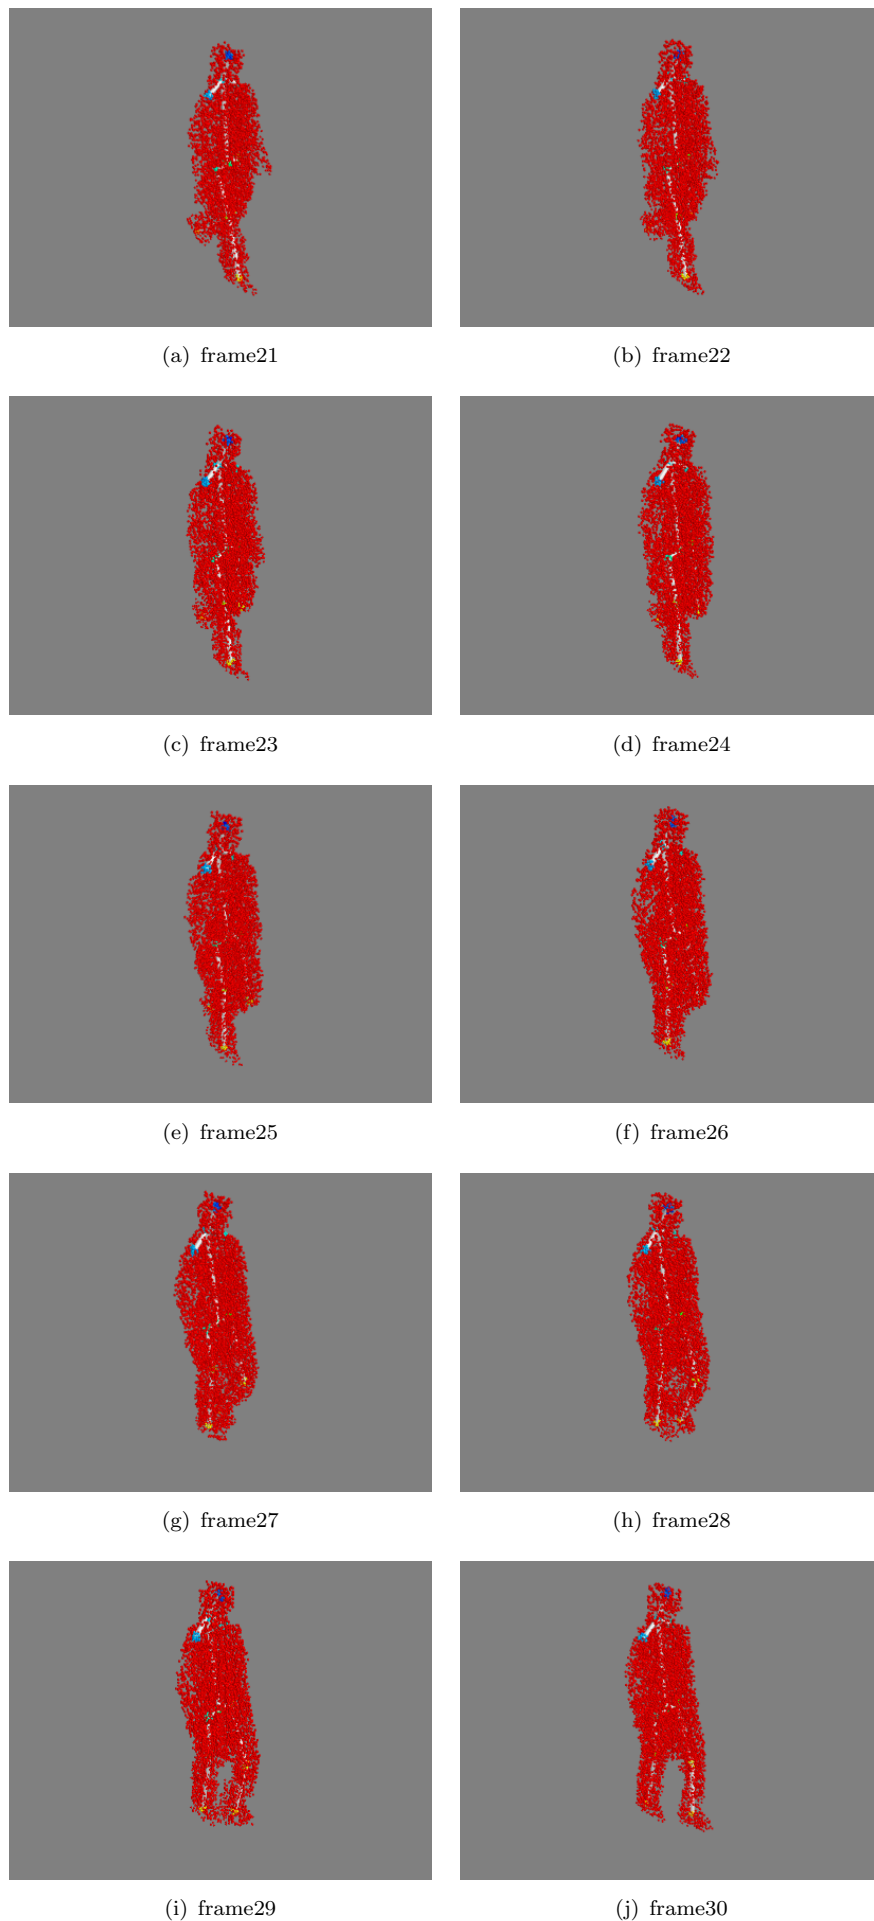 (a) frame21
(b) frame22
(c) frame23
(d) frame24
(e) frame25
(f) frame26
(g) frame27
(h) frame28
(i) frame29
(j) frame30